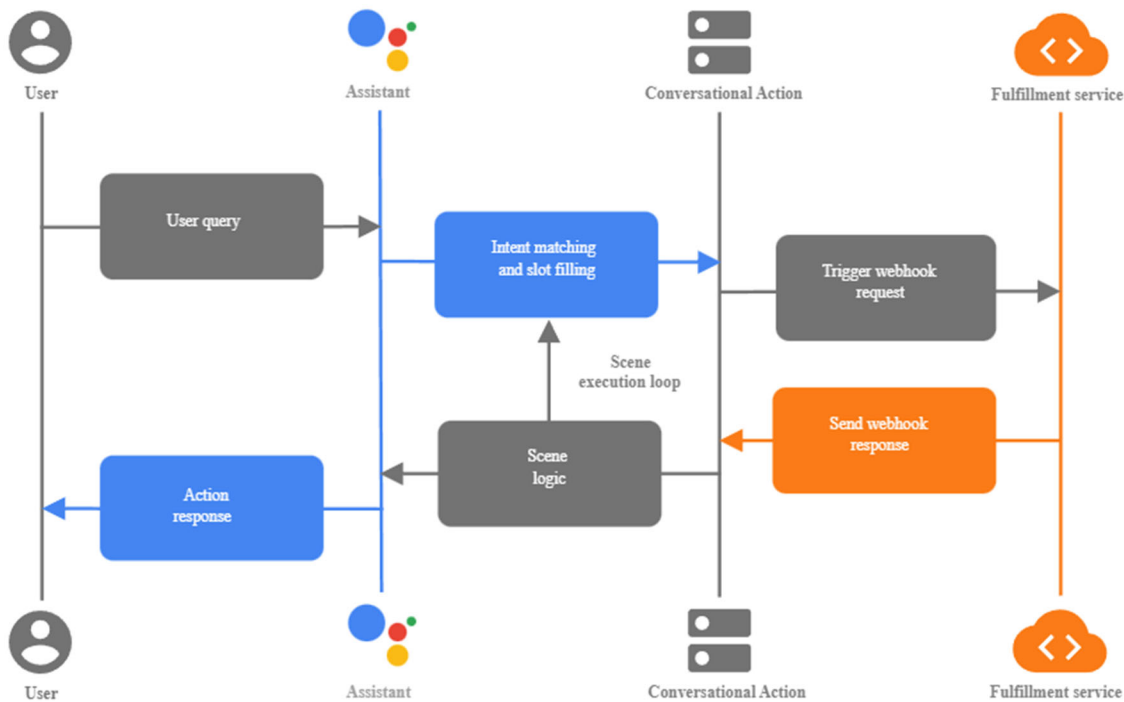 User
Assistant
Conversational Action
Fulfillment service
User query
Intent matching
and slot filling
Trigger webhook
request
Scene
execution loop
Send webhook
response
Scene
logic
Action
response
User
Assistant
Conversational Action
Fulfillment service